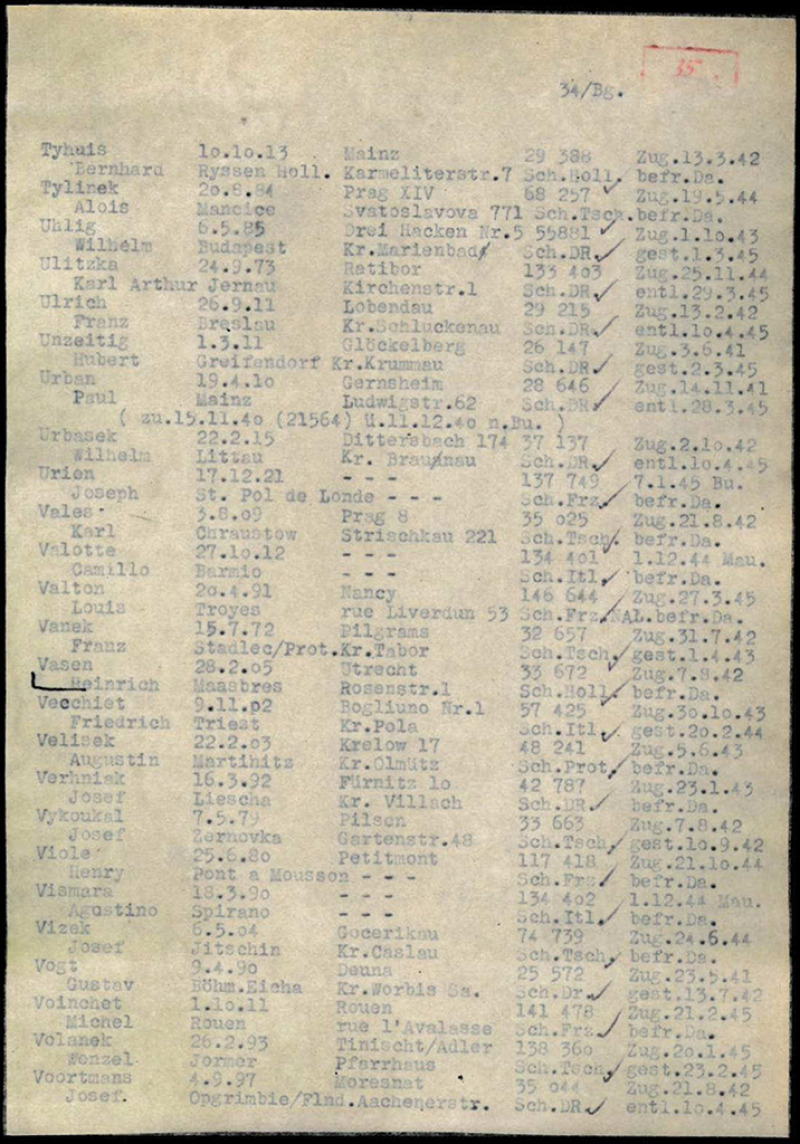 35
34/Bg.
Tyhuis 10.10.13 Mainz 29 388 Zug.13.3.42
Bernhard Ryssen Holl. Karmeliterstr.7 Sch.Holl. befr.Da.
Tylinek 20.8.84 Prag XIV 68 257 Zug.19.5.44
Alois Mancice Svatoslavova 771 Sch.Tsch. befr.Da.
Uhlig 6.5.85 Drei Hacken Nr.5 55881 Zug.1.10.43
Wilhelm Budapest Kr.Marienbad Sch.DR. gest.1.3.45
Ulitzka 24.9.73 Ratibor 133 403 Zug.25.11.44
Karl Arthur Jernau Kirchenstr.1 Sch.DR. entl.29.3.45
Ulrich 26.9.11 Lobendau 29 215 Zug.13.2.42
Franz Breslau Kr.Schluckenau Sch.DR. entl.10.4.45
Unzeitig 1.3.11 Glöckelberg 26 147 Zug.3.6.41
Hubert Greifendorf Kr.Krummau Sch.DR. gest.2.3.45
Urban 19.4.10 Gernsheim 28 646 Zug.14.11.41
Paul Mainz Ludwigstr.62 Sch.DR. entl.28.3.45
( zu.15.11.40 (21564) ü.11.12.40 n.Bu. )
Urbasek 22.2.15 Dittersbach 174 37 137 Zug.2.10.42
Wilhelm Littau Kr. Braunau Sch.DR. entl.10.4.45
Urien 17.12.21 - - - 137 749 7.1.45 Bu.
Joseph St. Pol de Londe - - - Sch.Frz. befr.Da.
Vales 3.8.09 Prag 8 35 025 Zug.21.8.42
Karl Chraustow Strischkau 221 Sch.Tsch. befr.Da.
Valotte 27.10.12 - - - 134 401 1.12.44 Mau.
Camillo Barmio - - - Sch.Itl. befr.Da.
Valton 20.4.91 Nancy 146 644 Zug.27.3.45
Louis Troyes rue Liverdun 53 Sch.Frz. NAL.befr.Da.
Vanek 15.7.72 Pilgrams 32 657 Zug.31.7.42
Franz Stadlec/Prot.Kr.Tabor Sch.Tsch. gest.1.4.43
Vasen 28.2.05 Utrecht 33 672 Zug.7.8.42
Heinrich Maasbres Rosenstr.1 Sch.Holl. befr.Da.
Vecchiet 9.11.02 Bogliuno Nr.1 57 425 Zug.30.10.43
Friedrich Triest Kr.Pola Sch.Itl. gest.20.2.44
Velisek 22.2.03 Krelow 17 48 241 Zug.5.6.43
Augustin Martinitz Kr.Olmütz Sch.Prot. befr.Da.
Verhniak 16.3.92 Fürnitz 10 42 787 Zug.23.1.43
Josef Liescha Kr. Villach Sch.DR. befr.Da.
Vykoukal 7.5.79 Pilsen 33 663 Zug.7.8.42
Josef Zernovka Gartenstr.48 Sch.Tsch. gest.10.9.42
Viole 25.6.80 Petitmont 117 418 Zug.21.10.44
Henry Pont a Mousson - - - Sch.Frz. befr.Da.
Vismara 18.3.90 - - - 134 402 1.12.44 Mau.
Agostino Spirano - - - Sch.Itl. befr.Da.
Vizek 6.5.04 Gocerikau 74 739 Zug.24.6.44
Josef Jitschin Kr.Caslau Sch.Tsch. befr.Da.
Vogt 9.4.90 Deuna 25 572 Zug.23.5.41
Gustav Böhm.Eicha Kr.Worbis Sa. Sch.Dr. gest.13.7.42
Voinchet 1.10.11 Rouen 141 478 Zug.21.2.45
Michel Rouen rue l'Avalasse Sch.Frz. befr.Da.
Volanek 26.2.93 Tinischt/Adler 138 360 Zug.20.1.45
Wenzel Jormer Pfarrhaus Sch.Tsch. gest.23.2.45
Voortmans 4.9.97 Moresnat 35 044 Zug.21.8.42
Josef. Opgrimbie/Flnd.Aachenerstr. Sch.DR. entl.10.4.45